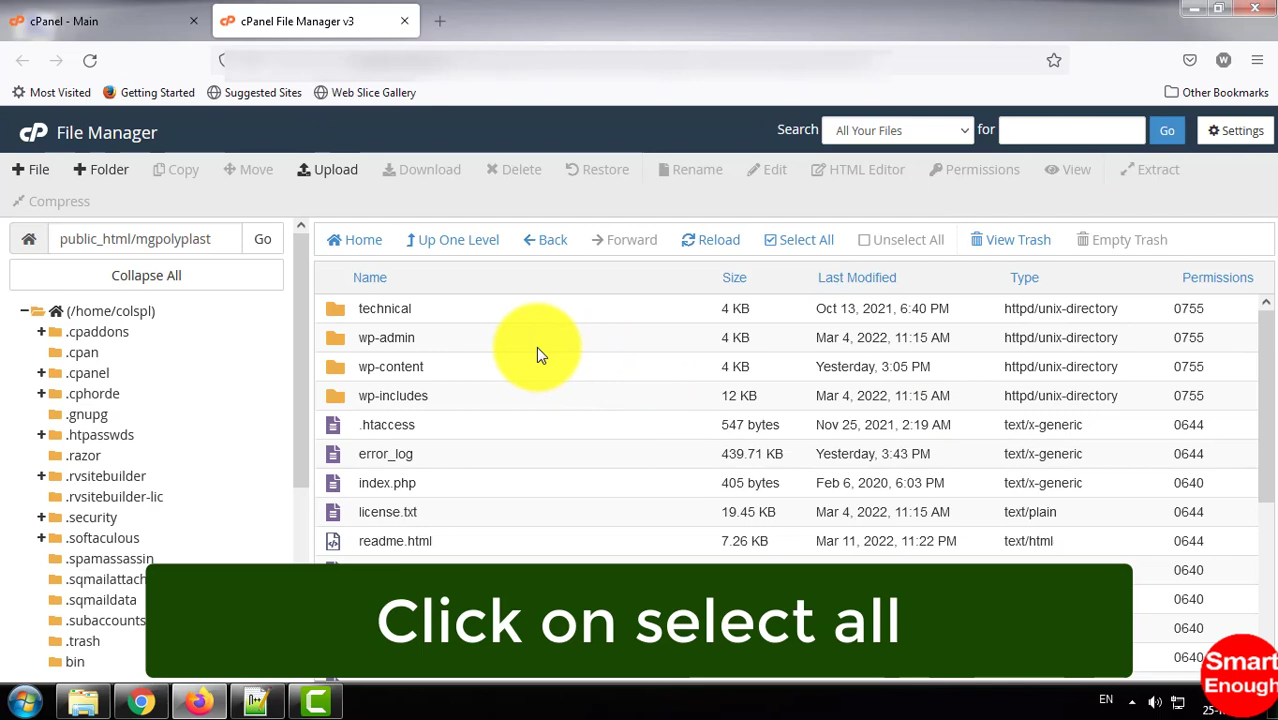 cPanel - Main
cPanel File Manager v3
Most Visited
Getting Started
Suggested Sites
Web Slice Gallery
Other Bookmarks
cP File Manager
Search
All Your Files
for
Go
Settings
File
Folder
Copy
Move
Upload
Download
Delete
Restore
Rename
Edit
HTML Editor
Permissions
View
Extract
Compress
public_html/mgpolyplast
Go
Collapse All
(/home/colspl)
.cpaddons
.cpan
.cpanel
.cphorde
.gnupg
.htpasswds
.razor
.rvsitebuilder
.rvsitebuilder-lic
.security
.softaculous
.spamassassin
.sqmailattach
.sqmaildata
.subaccounts
.trash
bin
Home
Up One Level
Back
Forward
Reload
Select All
Unselect All
View Trash
Empty Trash
Name Size Last Modified Type Permissions
technical 4 KB Oct 13, 2021, 6:40 PM httpd/unix-directory 0755
wp-admin 4 KB Mar 4, 2022, 11:15 AM httpd/unix-directory 0755
wp-content 4 KB Yesterday, 3:05 PM httpd/unix-directory 0755
wp-includes 12 KB Mar 4, 2022, 11:15 AM httpd/unix-directory 0755
.htaccess 547 bytes Nov 25, 2021, 2:19 AM text/x-generic 0644
error_log 439.71 KB Yesterday, 3:43 PM text/x-generic 0644
index.php 405 bytes Feb 6, 2020, 6:03 PM text/x-generic 0640
license.txt 19.45 KB Mar 4, 2022, 11:15 AM text/plain 0644
readme.html 7.26 KB Mar 11, 2022, 11:22 PM text/html 0644
0640
0644
0640
0640
Click on select all
Smart
Enough
EN